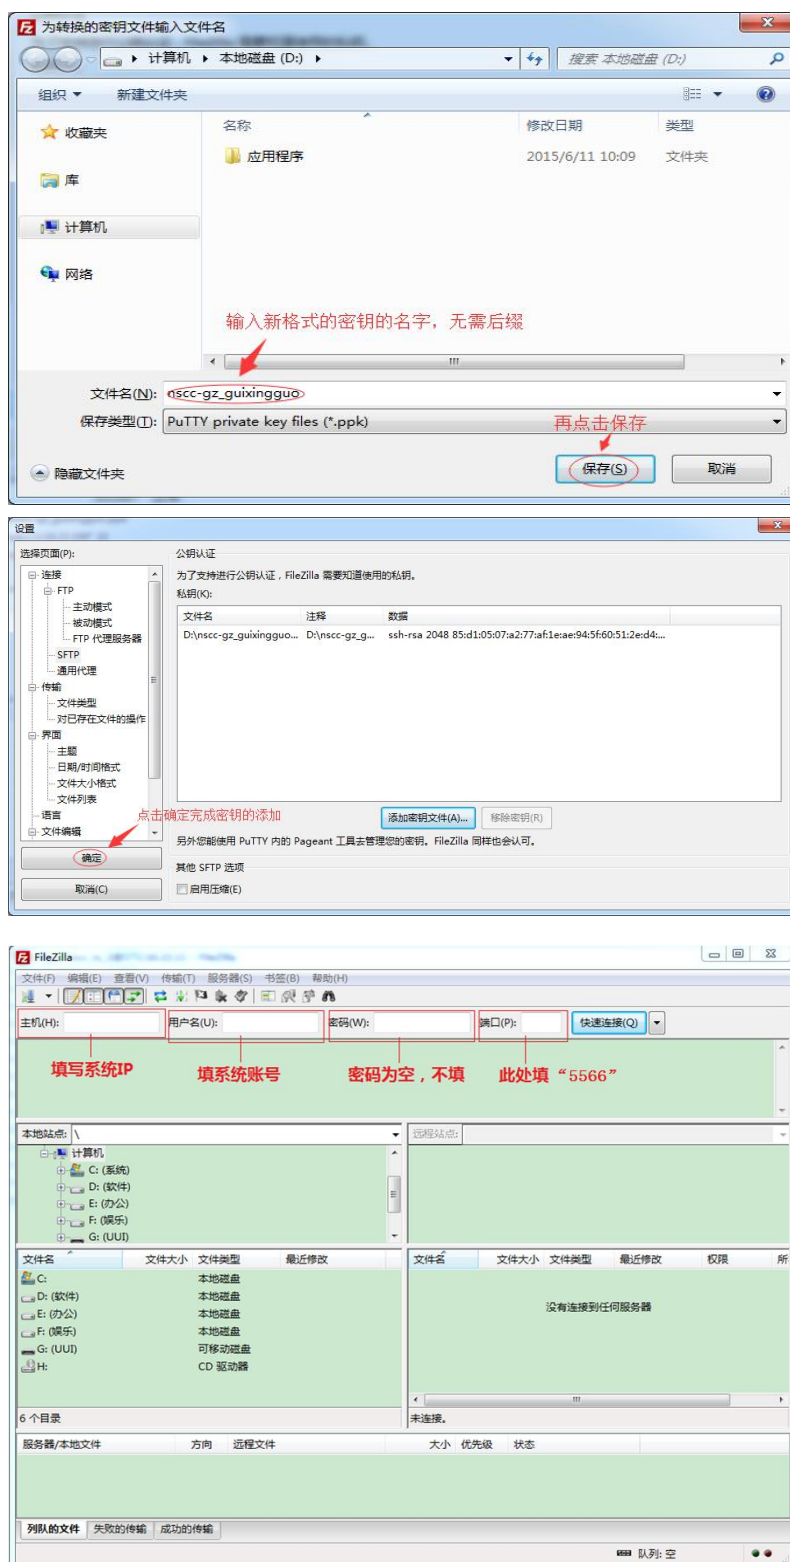 为转换的密钥文件输入文件名
计算机 本地磁盘 (D:) 搜索 本地磁盘 (D:)
组织 新建文件夹
名称 修改日期 类型
收藏夹
应用程序 2015/6/11 10:09 文件夹
库
计算机
网络
输入新格式的密钥的名字，无需后缀
文件名(N): nscc-gz_guixingguo
保存类型(T): PuTTY private key files (*.ppk)
再点击保存
隐藏文件夹 保存(S) 取消
设置
选择页面(P):
连接
FTP
主动模式
被动模式
FTP 代理服务器
SFTP
通用代理
传输
文件类型
对已存在文件的操作
界面
主题
日期/时间格式
文件大小格式
文件列表
语言
文件编辑
公钥认证
为了支持进行公钥认证，FileZilla 需要知道使用的私钥。
私钥(K):
文件名 注释 数据
D:\nscc-gz_guixingguo... D:\nscc-gz_g... ssh-rsa 2048 85:d1:05:07:a2:77:af:1e:ae:94:5f:60:51:2e:d4:...
点击确定完成密钥的添加
添加密钥文件(A)... 移除密钥(R)
另外您能使用 PuTTY 内的 Pageant 工具去管理您的密钥。FileZilla 同样也会认可。
确定
其他 SFTP 选项
取消(C)
启用压缩(E)
FileZilla
文件(F) 编辑(E) 查看(V) 传输(T) 服务器(S) 书签(B) 帮助(H)
主机(H): 用户名(U): 密码(W): 端口(P): 快速连接(Q)
填写系统IP 填系统账号 密码为空，不填 此处填“5566”
本地站点: \ 远程站点:
计算机
C: (系统)
D: (软件)
E: (办公)
F: (娱乐)
G: (UUI)
文件名 文件大小 文件类型 最近修改
C: 本地磁盘
D: (软件) 本地磁盘
E: (办公) 本地磁盘
F: (娱乐) 本地磁盘
G: (UUI) 可移动磁盘
H: CD 驱动器
6 个目录
文件名 文件大小 文件类型 最近修改 权限 所
没有连接到任何服务器
未连接。
服务器/本地文件 方向 远程文件 大小 优先级 状态
列队的文件 失败的传输 成功的传输
队列: 空